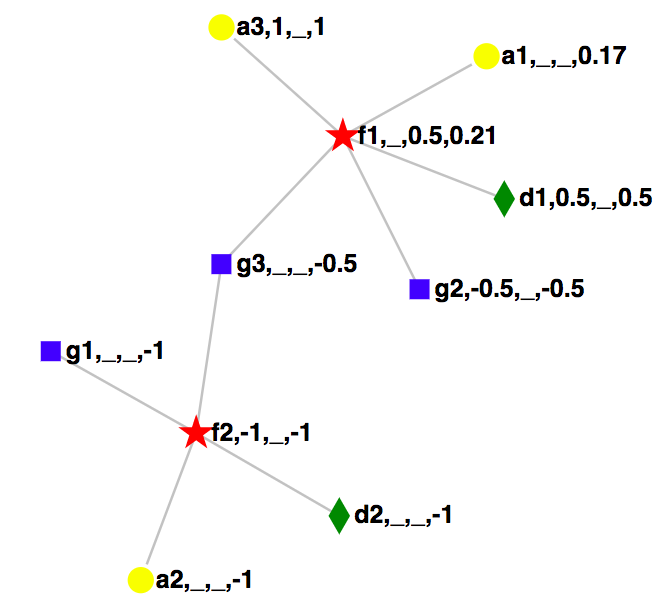 a3,1,_,1
a1,_,_,0.17
f1,_,0.5,0.21
d1,0.5,_,0.5
g3,_,_,-0.5
g2,-0.5,_,-0.5
g1,_,_,-1
f2,-1,_,-1
d2,_,_,-1
a2,_,_,-1